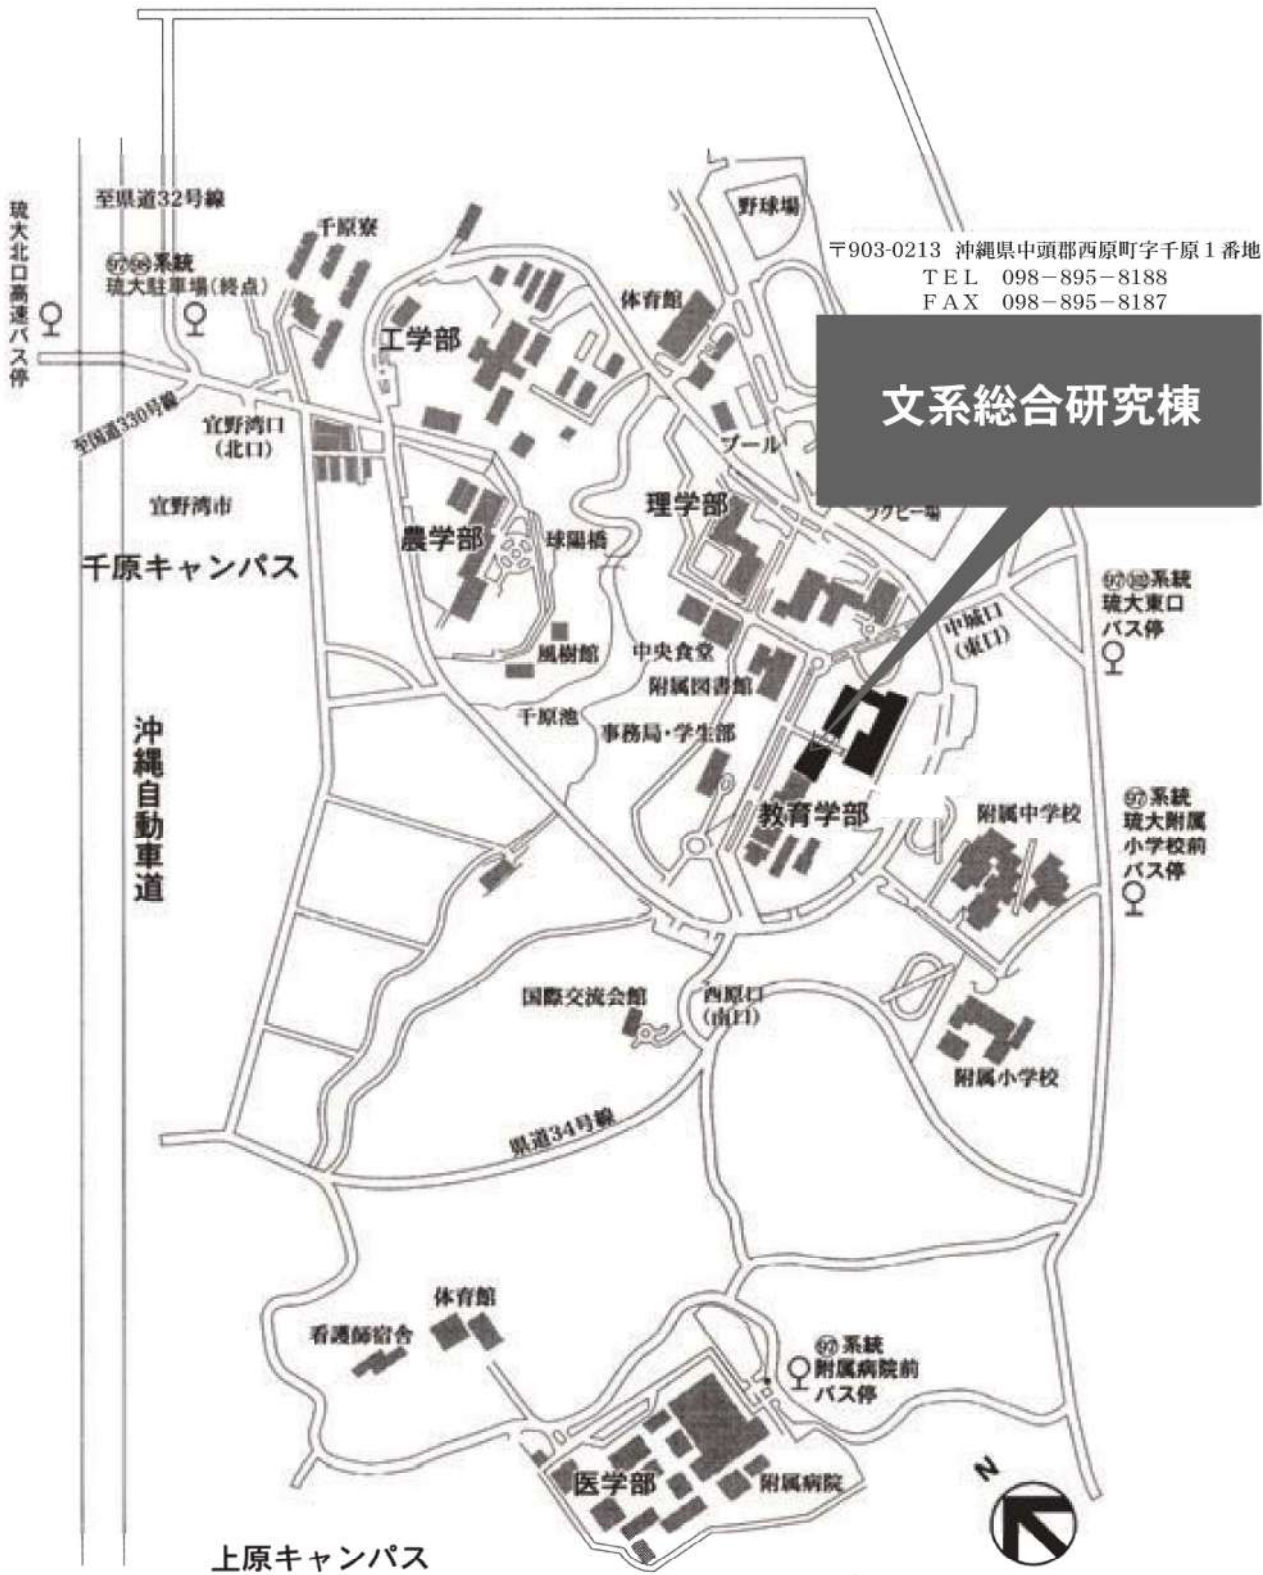 至県道32号線
琉大北口高速バス停
97 98系統
琉大駐車場(終点)
千原寮
野球場
〒903-0213 沖縄県中頭郡西原町字千原1番地
TEL 098-895-8188
FAX 098-895-8187
体育館
工学部
文系総合研究棟
至国道330号線
宜野湾口
(北口)
プール
宜野湾市
理学部
ラグビー場
農学部
球陽橋
千原キャンパス
琉大東口
バス停
中城口
(東口)
風樹館
中央食堂
附属図書館
千原池
事務局・学生部
沖縄自動車道
教育学部
附属中学校
97系統
琉大附属
小学校前
バス停
国際交流会館
西原口
(南口)
附属小学校
県道34号線
体育館
看護師宿舎
97系統
附属病院前
バス停
医学部
附属病院
N
上原キャンパス